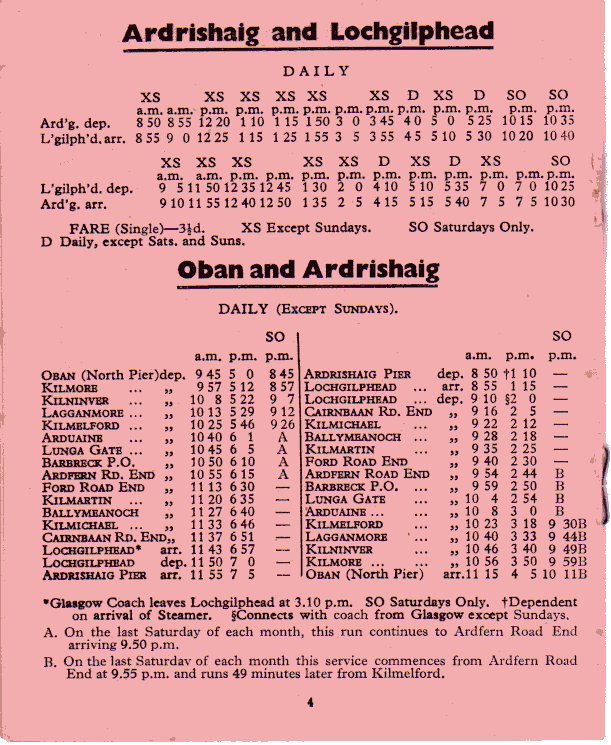 Ardrishaig and Lochgilphead
DAILY
XS XS XS XS XS XS D XS D SO SO
a.m. a.m. p.m. p.m. p.m. p.m. p.m. p.m. p.m. p.m. p.m. p.m. p.m.
Ard'g. dep. 8 50 8 55 12 20 1 10 1 15 1 50 3 0 3 45 4 0 5 0 5 25 10 15 10 35
L'gilph'd. arr. 8 55 9 0 12 25 1 15 1 25 1 55 3 5 3 55 4 5 5 10 5 30 10 20 10 40
XS XS XS XS XS D XS D XS SO
a.m. a.m. p.m. p.m. p.m. p.m. p.m. p.m. p.m. p.m. p.m. p.m.
L'gilph'd. dep. 9 5 11 50 12 35 12 45 1 30 2 0 4 10 5 10 5 35 7 0 7 0 10 25
Ard'g. arr. 9 10 11 55 12 40 12 50 1 35 2 5 4 15 5 15 5 40 7 5 7 5 10 30
FARE (Single)—3½d. XS Except Sundays. SO Saturdays Only.
D Daily, except Sats. and Suns.
Oban and Ardrishaig
DAILY (EXCEPT SUNDAYS).
SO
a.m. p.m. p.m.
OBAN (North Pier) dep. 9 45 5 0 8 45
KILMORE ... „ 9 57 5 12 8 57
KILNINVER ... „ 10 8 5 22 9 7
LAGGANMORE ... „ 10 13 5 29 9 12
KILMELFORD ... „ 10 25 5 46 9 26
ARDUAINE ... „ 10 40 6 1 A
LUNGA GATE ... „ 10 45 6 5 A
BARBRECK P.O. „ 10 50 6 10 A
ARDFERN RD. END „ 10 55 6 15 A
FORD ROAD END „ 11 13 6 30 —
KILMARTIN ... „ 11 20 6 35 —
BALLYMEANOCH „ 11 27 6 40 —
KILMICHAEL ... „ 11 33 6 46 —
CAIRNBAAN RD. END „ 11 37 6 51 —
LOCHGILPHEAD* arr. 11 43 6 57 —
LOCHGILPHEAD dep. 11 50 7 0 —
ARDRISHAIG PIER arr. 11 55 7 5 —
SO
a.m. p.m. p.m.
ARDRISHAIG PIER dep. 8 50 †1 10 —
LOCHGILPHEAD ... arr. 8 55 1 15 —
LOCHGILPHEAD ... dep. 9 10 §2 0 —
CAIRNBAAN RD. END „ 9 16 2 5 —
KILMICHAEL ... „ 9 22 2 12 —
BALLYMEANOCH ... „ 9 28 2 18 —
KILMARTIN ... „ 9 35 2 25 —
FORD ROAD END „ 9 40 2 30 —
ARDFERN ROAD END „ 9 54 2 44 B
BARBRECK P.O. ... „ 9 59 2 50 B
LUNGA GATE ... „ 10 4 2 54 B
ARDUAINE ... ... „ 10 8 3 0 B
KILMELFORD ... „ 10 23 3 18 9 30B
LAGGANMORE ... „ 10 40 3 33 9 44B
KILNINVER ... „ 10 46 3 40 9 49B
KILMORE ... ... „ 10 56 3 50 9 59B
OBAN (North Pier) arr. 11 15 4 5 10 11B
*Glasgow Coach leaves Lochgilphead at 3.10 p.m. SO Saturdays Only. †Dependent
on arrival of Steamer. §Connects with coach from Glasgow except Sundays.
A. On the last Saturday of each month, this run continues to Ardfern Road End
arriving 9.50 p.m.
B. On the last Saturday of each month this service commences from Ardfern Road
End at 9.55 p.m. and runs 49 minutes later from Kilmelford.
4